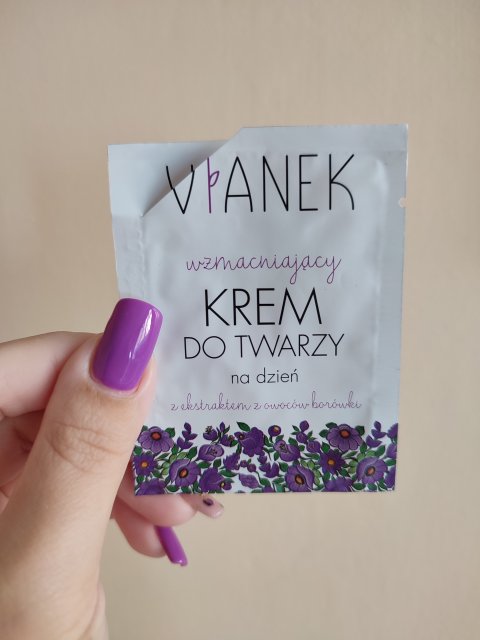 VIANEK
wzmacniający
KREM
DO TWARZY
na dzień
z ekstraktem z owoców borówki